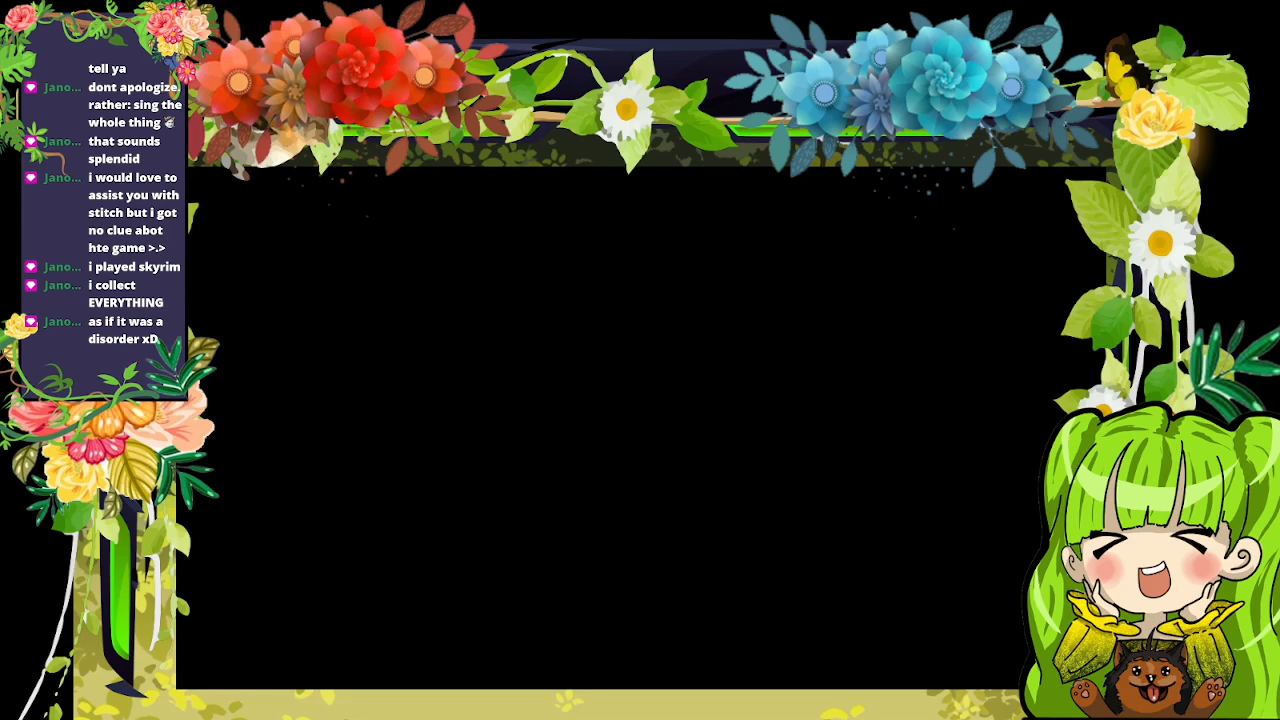 tell ya
Jano... dont apologize,
rather: sing the
whole thing
Jano... that sounds
splendid
Jano... i would love to
assist you with
stitch but i got
no clue abot
hte game >.>
Jano... i played skyrim
Jano... i collect
EVERYTHING
Jano... as if it was a
disorder xD